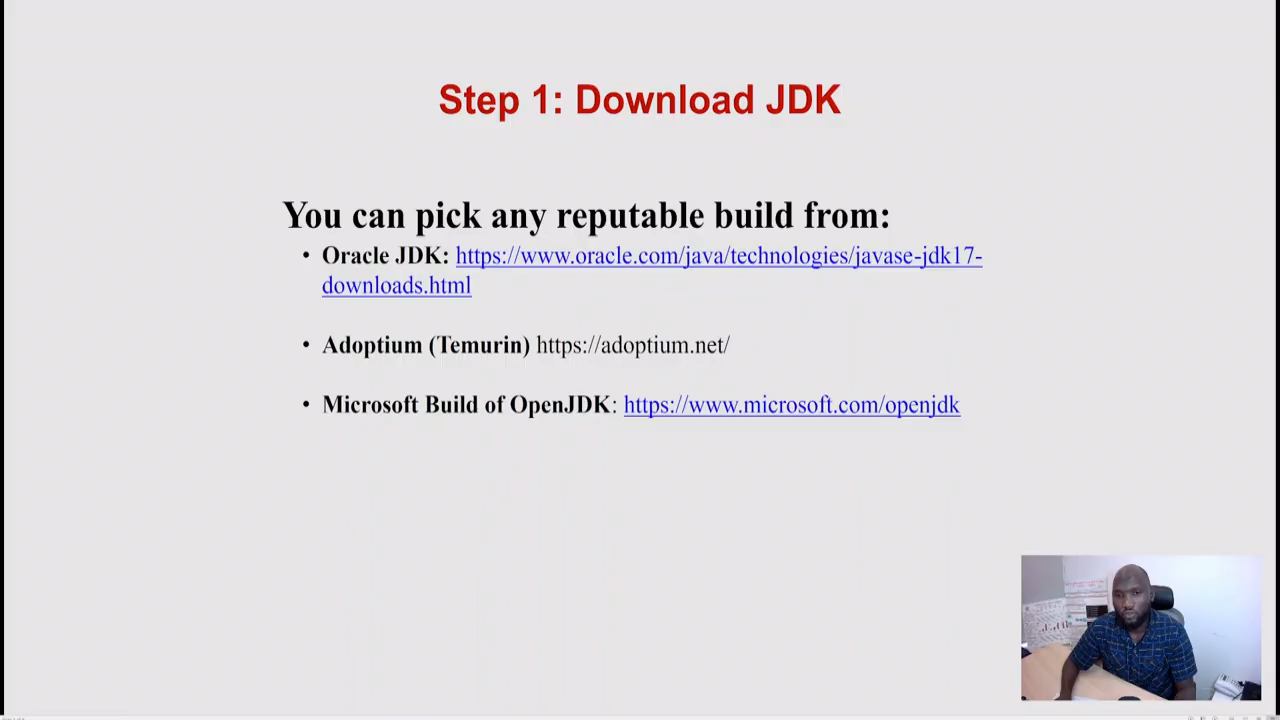 Step 1: Download JDK
You can pick any reputable build from:
• Oracle JDK: https://www.oracle.com/java/technologies/javase-jdk17-
downloads.html
• Adoptium (Temurin) https://adoptium.net/
• Microsoft Build of OpenJDK: https://www.microsoft.com/openjdk